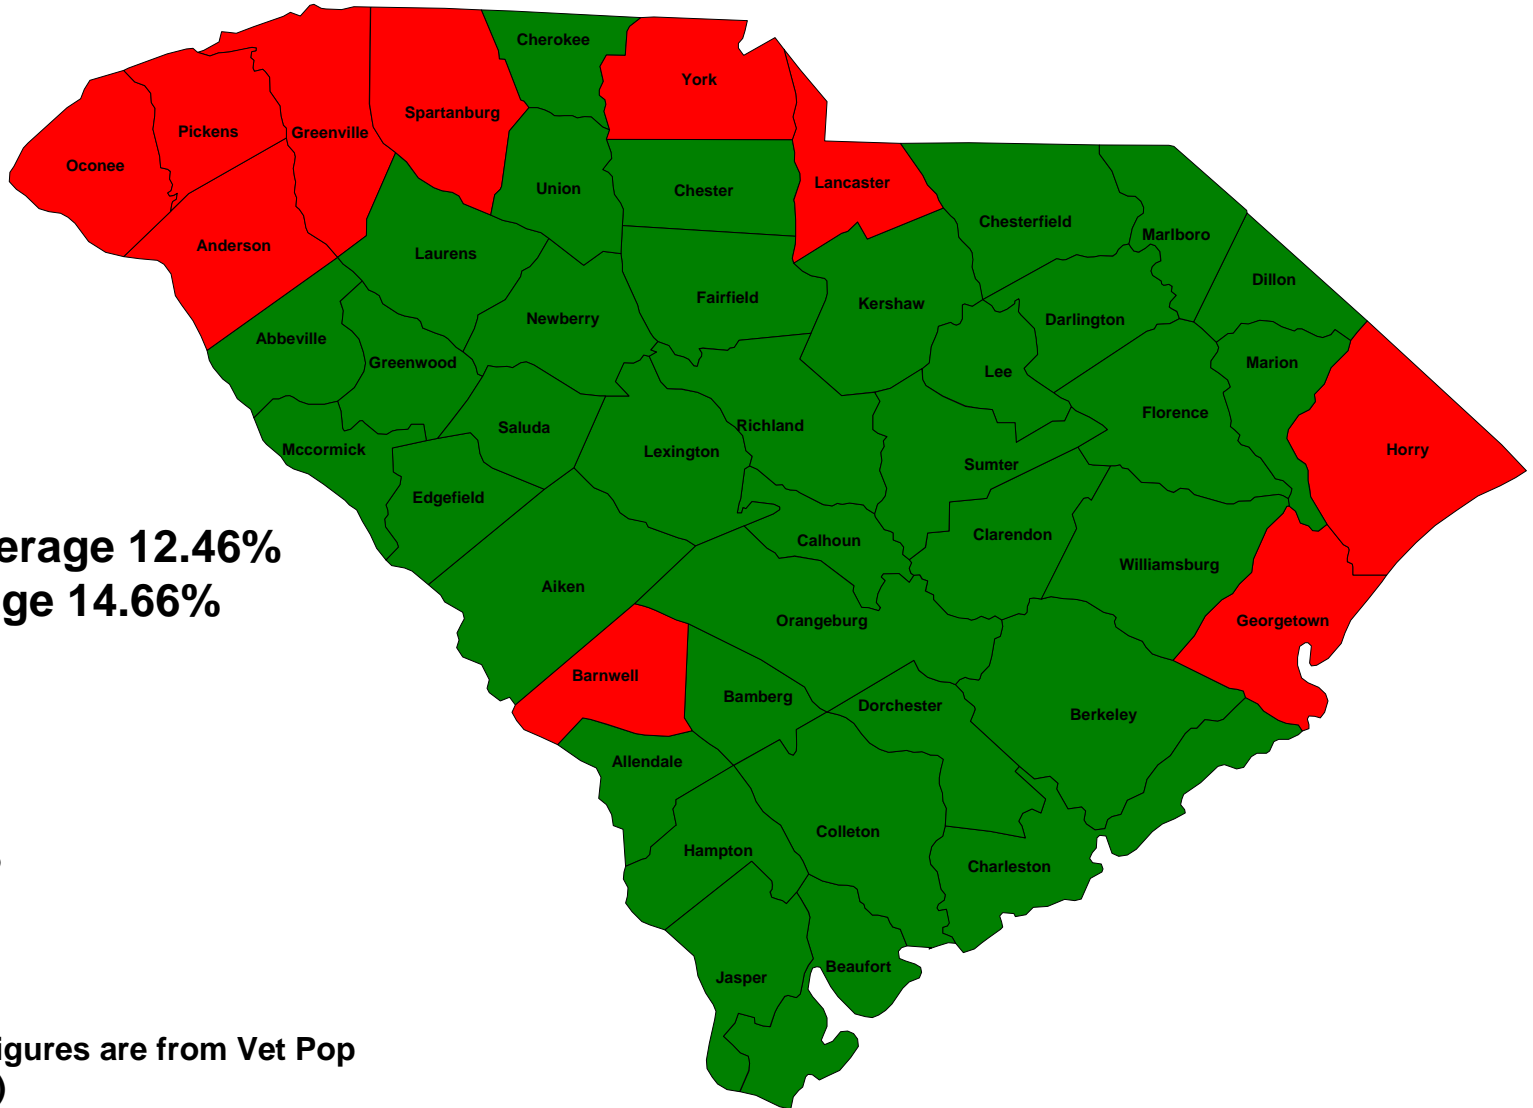 Cherokee
York
Spartanburg
Pickens
Greenville
Oconee
Union
Chester
Lancaster
Chesterfield
Marlboro
Anderson
Laurens
Dillon
Fairfield
Kershaw
Newberry
Darlington
Abbeville
Greenwood
Lee
Marion
Florence
Saluda
Richland
Mccormick
Lexington
Horry
Sumter
Edgefield
Clarendon
Calhoun
erage 12.46%
Williamsburg
Aiken
ge 14.66%
Orangeburg
Georgetown
Barnwell
Bamberg
Dorchester
Berkeley
Allendale
Colleton
Hampton
Charleston
Beaufort
Jasper
igures are from Vet Pop
)